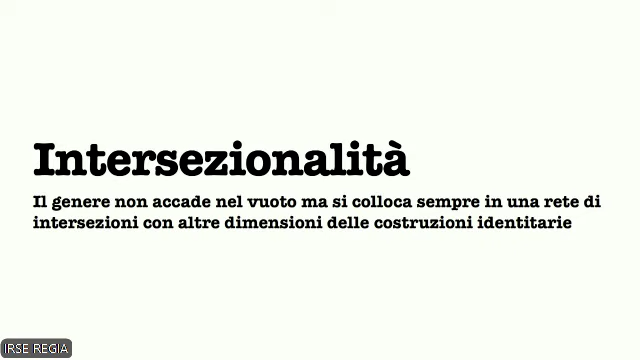 Intersezionalità
Il genere non accade nel vuoto ma si colloca sempre in una rete di
intersezioni con altre dimensioni delle costruzioni identitarie
IRSE REGIA